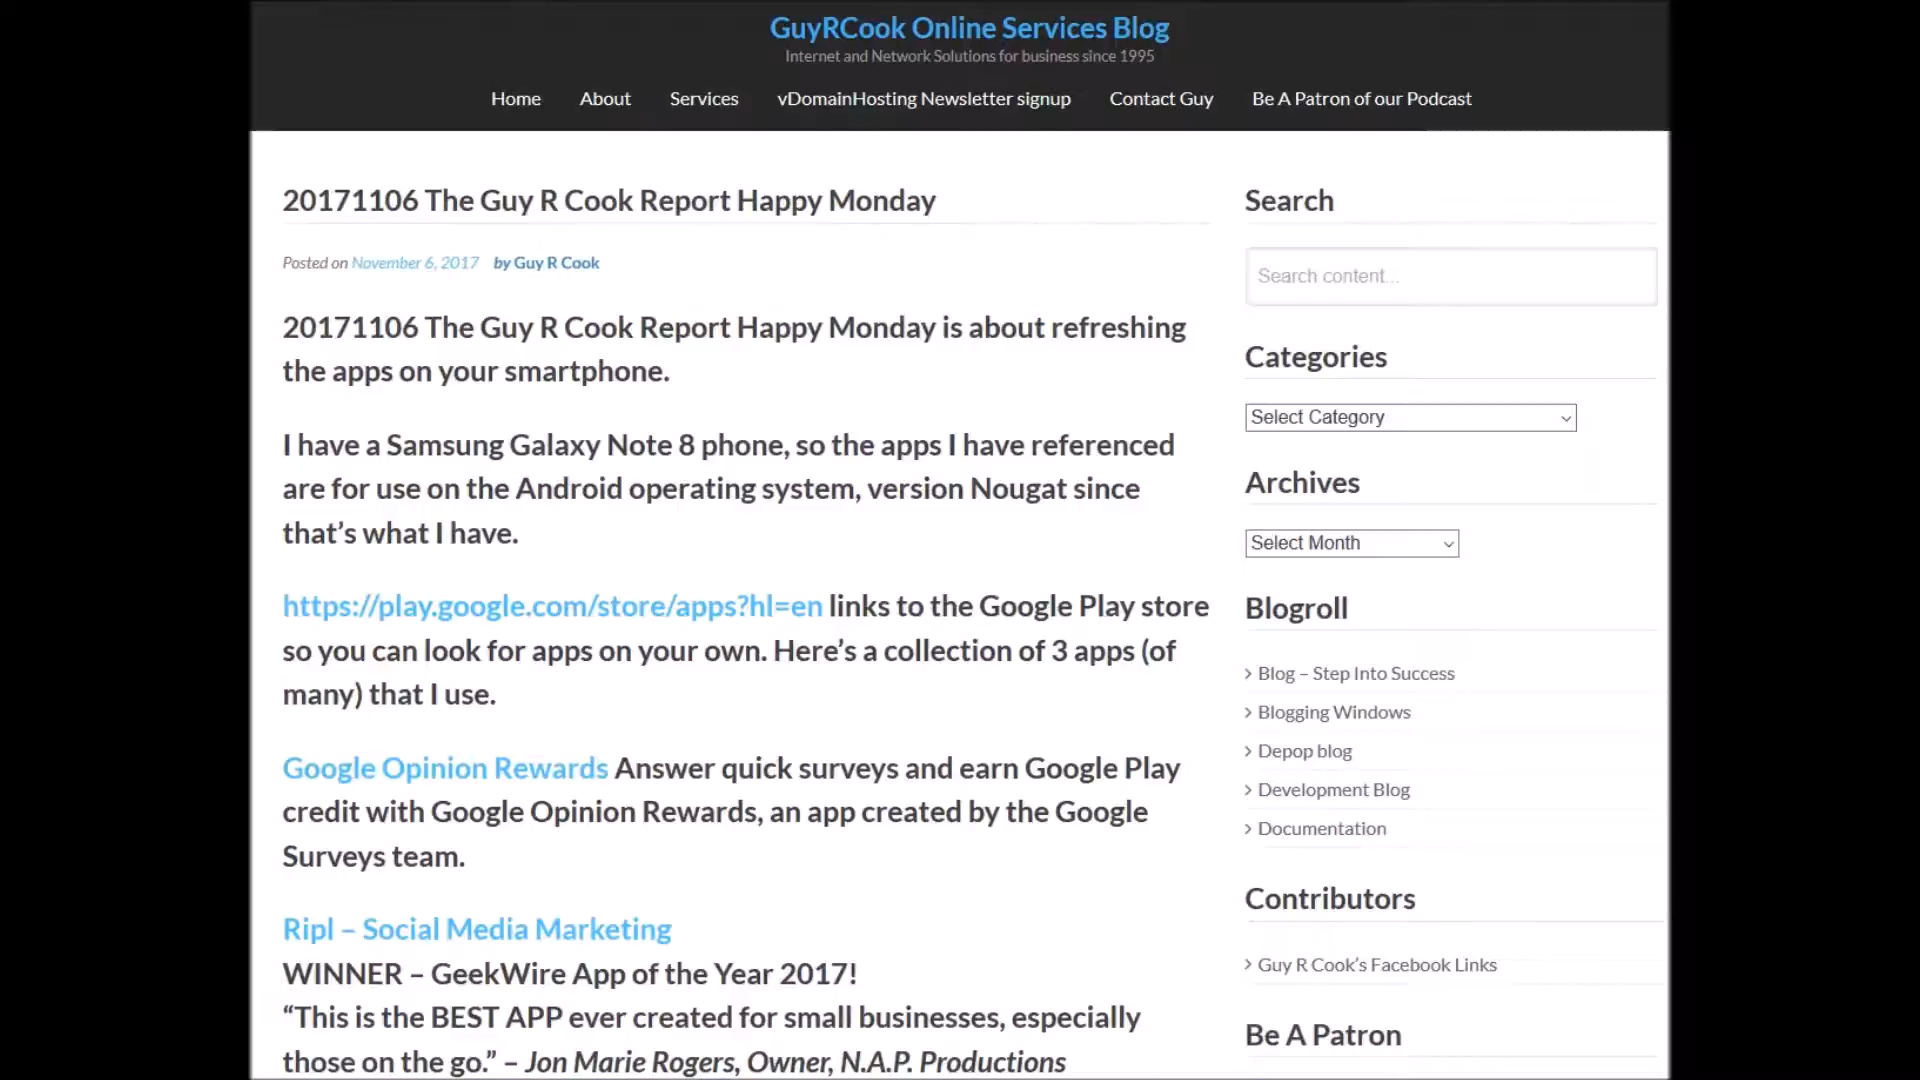 GuyRCook Online Services Blog
Internet and Network Solutions for business since 1995
Home About Services vDomainHosting Newsletter signup Contact Guy Be A Patron of our Podcast
20171106 The Guy R Cook Report Happy Monday
Posted on November 6, 2017 by Guy R Cook
20171106 The Guy R Cook Report Happy Monday is about refreshing
the apps on your smartphone.
I have a Samsung Galaxy Note 8 phone, so the apps I have referenced
are for use on the Android operating system, version Nougat since
that’s what I have.
https://play.google.com/store/apps?hl=en links to the Google Play store
so you can look for apps on your own. Here’s a collection of 3 apps (of
many) that I use.
Google Opinion Rewards Answer quick surveys and earn Google Play
credit with Google Opinion Rewards, an app created by the Google
Surveys team.
Ripl – Social Media Marketing
WINNER – GeekWire App of the Year 2017!
“This is the BEST APP ever created for small businesses, especially
those on the go.” – Jon Marie Rogers, Owner, N.A.P. Productions
Search
Search content...
Categories
Select Category
Archives
Select Month
Blogroll
Blog – Step Into Success
Blogging Windows
Depop blog
Development Blog
Documentation
Contributors
Guy R Cook’s Facebook Links
Be A Patron